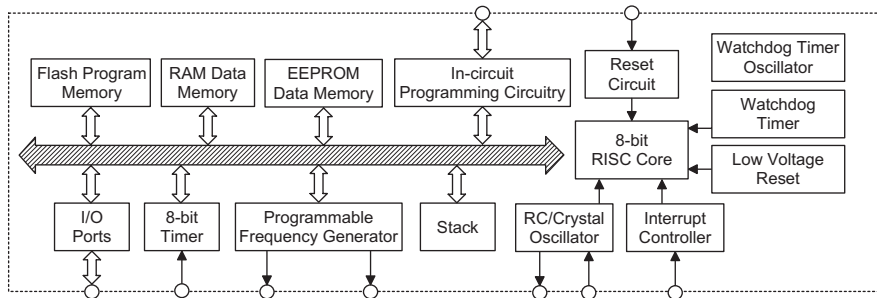 Flash Program
Memory
RAM Data
Memory
EEPROM
Data Memory
In-circuit
Programming Circuitry
Reset
Circuit
Watchdog Timer
Oscillator
Watchdog
Timer
8-bit
RISC Core
Low Voltage
Reset
I/O
Ports
8-bit
Timer
Programmable
Frequency Generator
Stack
RC/Crystal
Oscillator
Interrupt
Controller